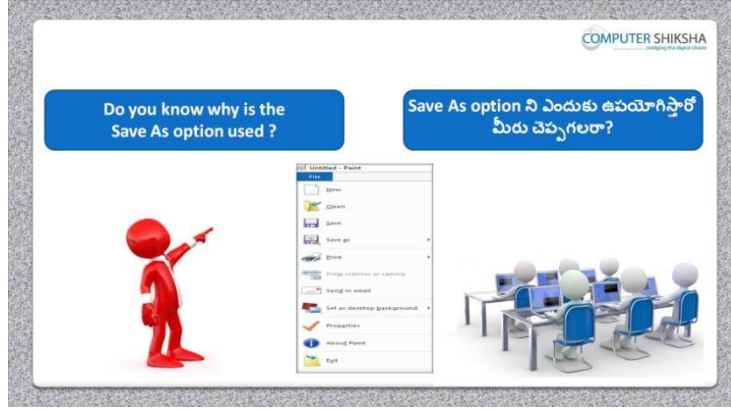 COMPUTER SHIKSHA
bridging the digital divide
Do you know why is the
Save As option used ?
Save As option ని ఎందుకు ఉపయోగిస్తారో
మీరు చెప్పగలరా?
Untitled - Paint
File
New
Open
Save
Save as
Print
From scanner or camera
Send in email
Set as desktop background
Properties
About Paint
Exit